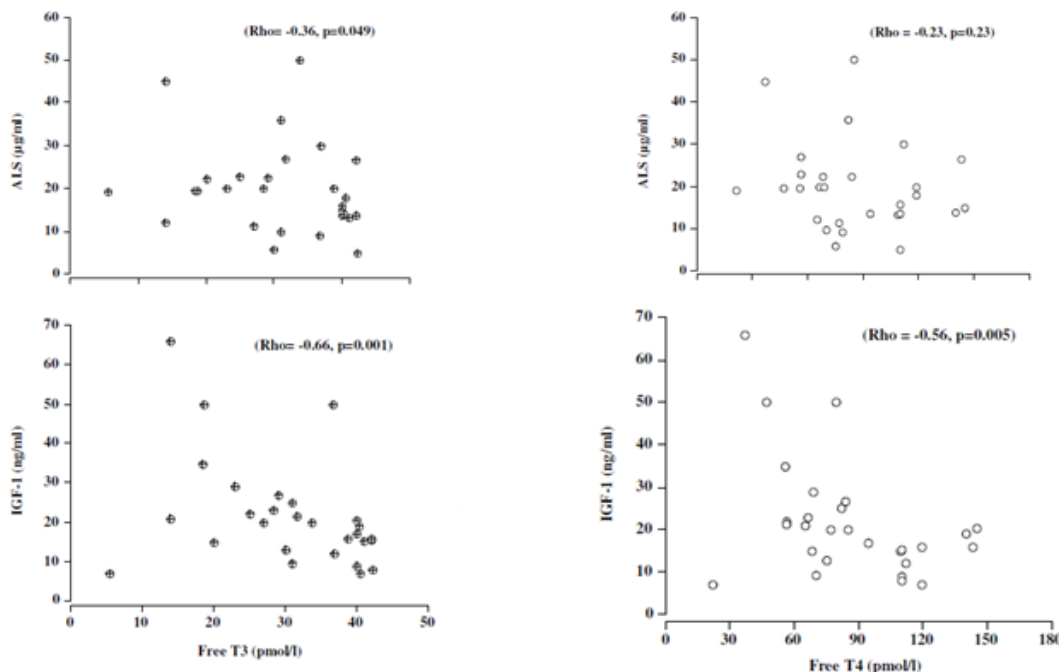 60
(Rho= -0.36, p=0.049)
50
40
30
20
10
0
ALS (µg/ml)
60
(Rho = -0.23, p=0.23)
50
40
30
20
10
0
ALS (µg/ml)
70
(Rho= -0.66, p=0.001)
60
50
40
30
20
10
0
IGF-1 (ng/ml)
0 10 20 30 40 50
Free T3 (pmol/l)
70
(Rho = -0.56, p=0.005)
60
50
40
30
20
10
0
IGF-1 (ng/ml)
0 30 60 90 120 150 180
Free T4 (pmol/l)